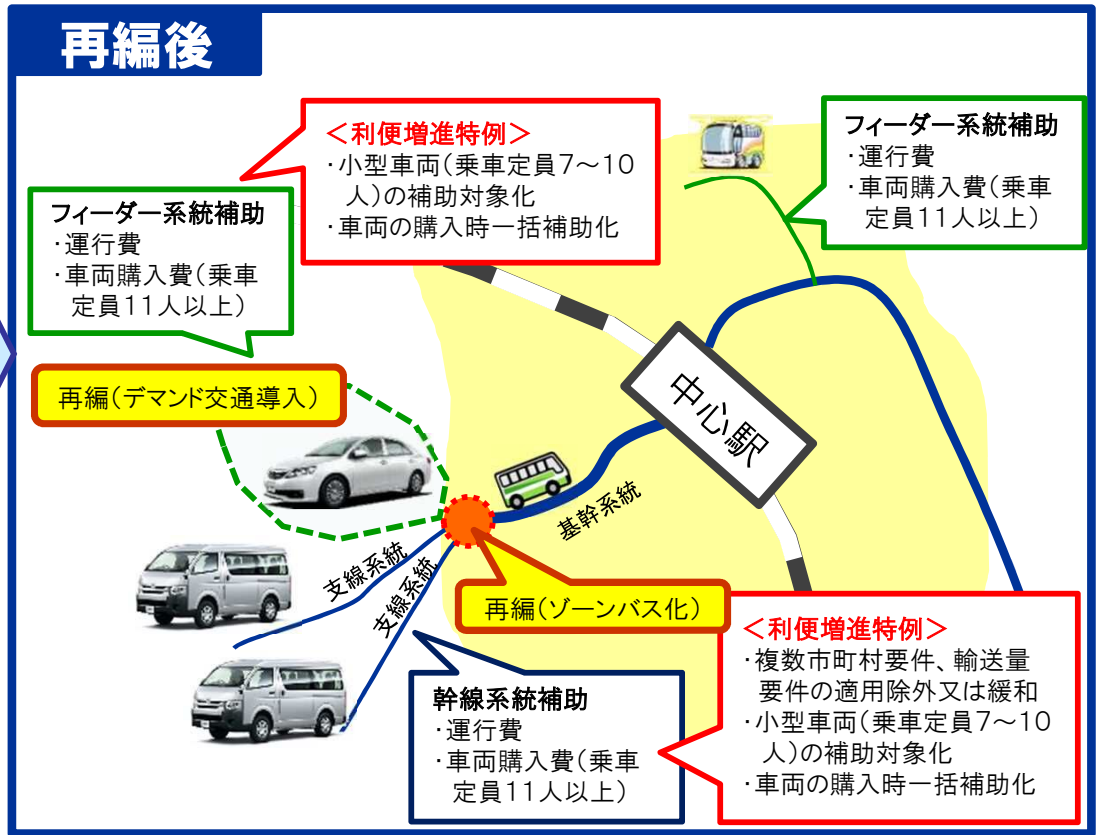 再編後
＜利便増進特例＞
・小型車両(乗車定員7～10
人)の補助対象化
・車両の購入時一括補助化
フィーダー系統補助
・運行費
・車両購入費(乗車
定員11人以上)
フィーダー系統補助
・運行費
・車両購入費(乗車
定員11人以上)
再編(デマンド交通導入)
中心駅
基幹系統
支線系統
支線系統
再編(ゾーンバス化)
幹線系統補助
・運行費
・車両購入費(乗車
定員11人以上)
＜利便増進特例＞
・複数市町村要件、輸送量
要件の適用除外又は緩和
・小型車両(乗車定員7～10
人)の補助対象化
・車両の購入時一括補助化